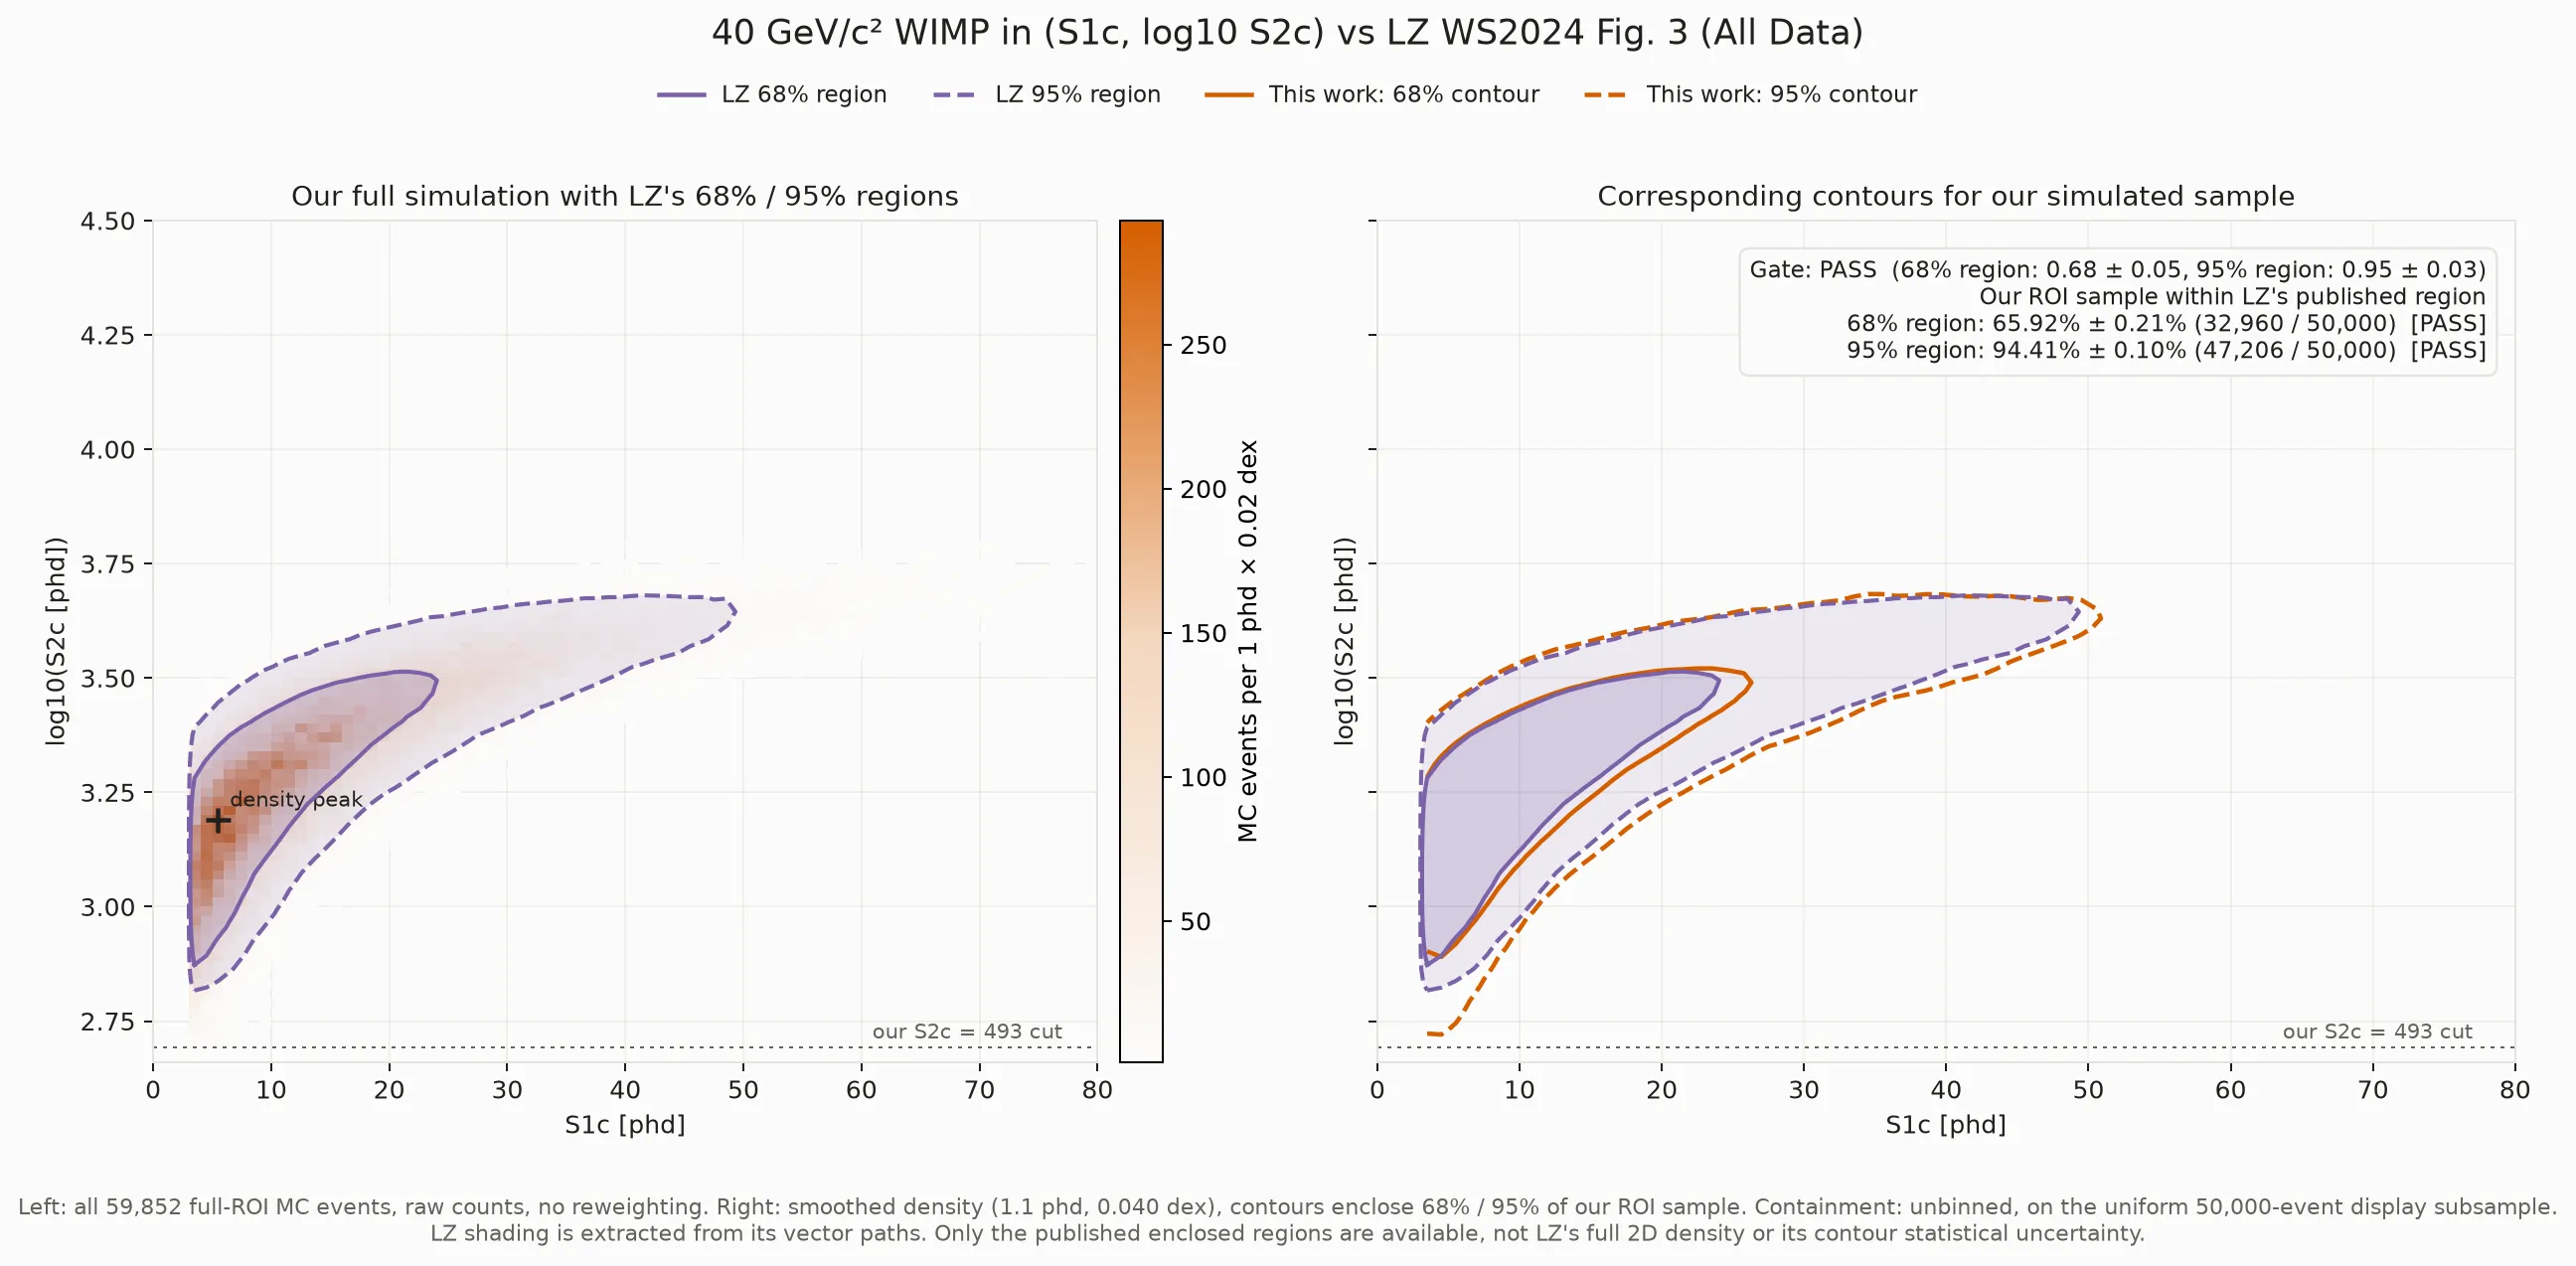 40 GeV/c² WIMP in (S1c, log10 S2c) vs LZ WS2024 Fig. 3 (All Data)
LZ 68% region
LZ 95% region
This work: 68% contour
This work: 95% contour
Our full simulation with LZ's 68% / 95% regions
4.50
4.25
4.00
3.75
3.50
3.25
3.00
2.75
log10(S2c [phd])
density peak
our S2c = 493 cut
0
10
20
30
40
50
60
70
80
S1c [phd]
250
200
150
100
50
MC events per 1 phd × 0.02 dex
Corresponding contours for our simulated sample
Gate: PASS (68% region: 0.68 ± 0.05, 95% region: 0.95 ± 0.03)
Our ROI sample within LZ's published region
68% region: 65.92% ± 0.21% (32,960 / 50,000) [PASS]
95% region: 94.41% ± 0.10% (47,206 / 50,000) [PASS]
log10(S2c [phd])
our S2c = 493 cut
0
10
20
30
40
50
60
70
80
S1c [phd]
Left: all 59,852 full-ROI MC events, raw counts, no reweighting. Right: smoothed density (1.1 phd, 0.040 dex), contours enclose 68% / 95% of our ROI sample. Containment: unbinned, on the uniform 50,000-event display subsample.
LZ shading is extracted from its vector paths. Only the published enclosed regions are available, not LZ's full 2D density or its contour statistical uncertainty.